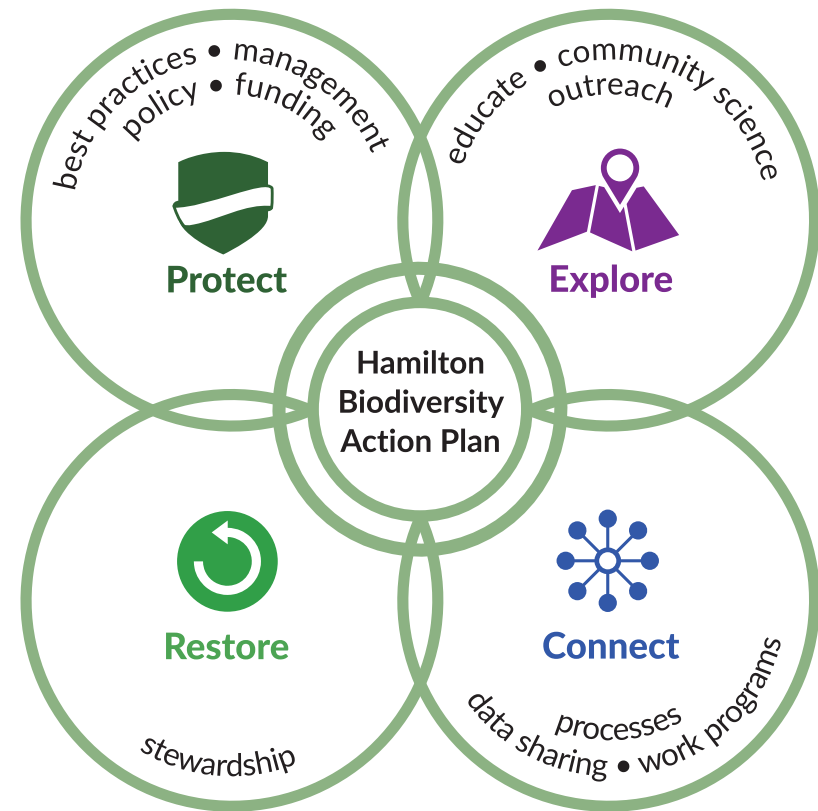 best practices • management
policy • funding
Protect
educate • community science
outreach
Explore
Hamilton
Biodiversity
Action Plan
Restore
stewardship
Connect
processes
data sharing • work programs